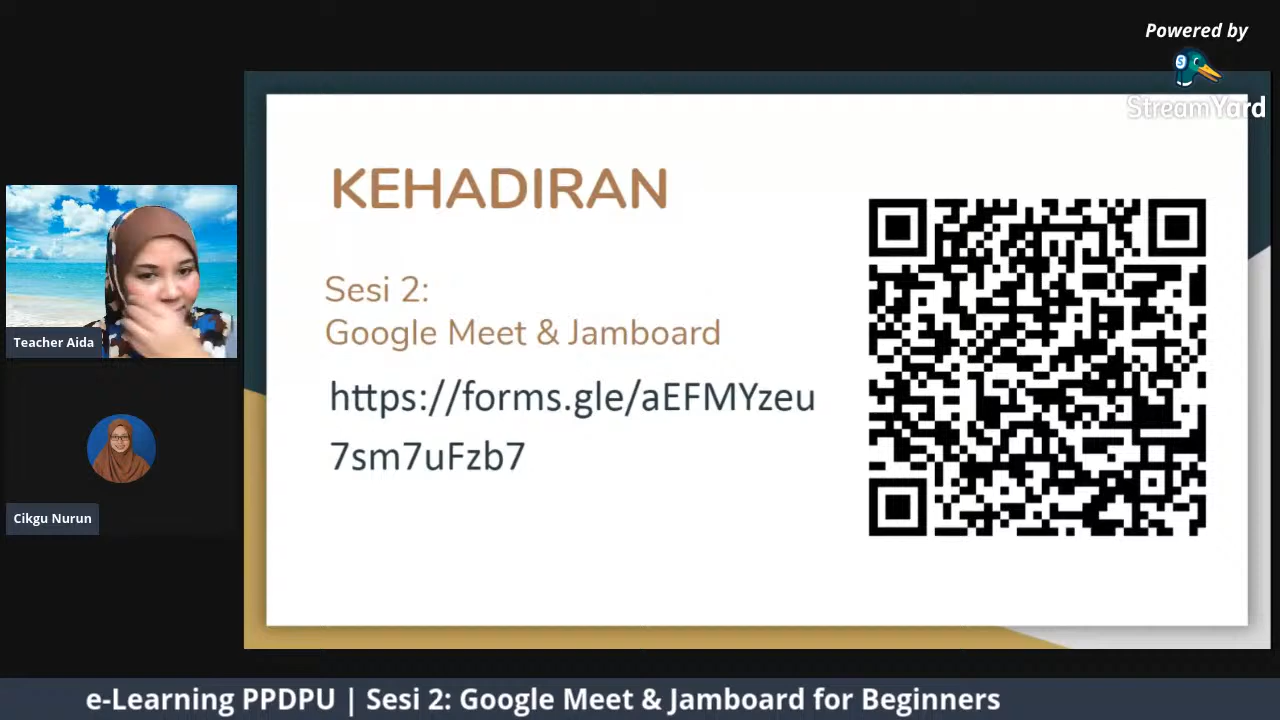 Powered by
StreamYard
KEHADIRAN
Sesi 2:
Google Meet & Jamboard
https://forms.gle/aEFMYzeu
7sm7uFzb7
Teacher Aida
Cikgu Nurun
e-Learning PPDPU | Sesi 2: Google Meet & Jamboard for Beginners